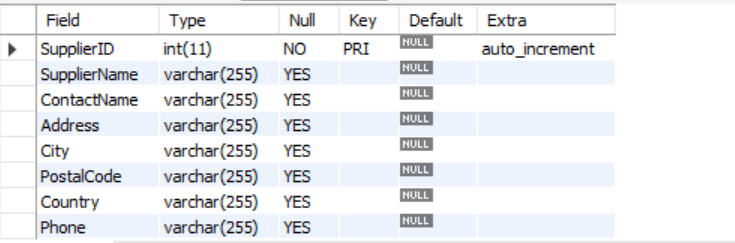 Field Type Null Key Default Extra
SupplierID int(11) NO PRI NULL auto_increment
SupplierName varchar(255) YES NULL
ContactName varchar(255) YES NULL
Address varchar(255) YES NULL
City varchar(255) YES NULL
PostalCode varchar(255) YES NULL
Country varchar(255) YES NULL
Phone varchar(255) YES NULL